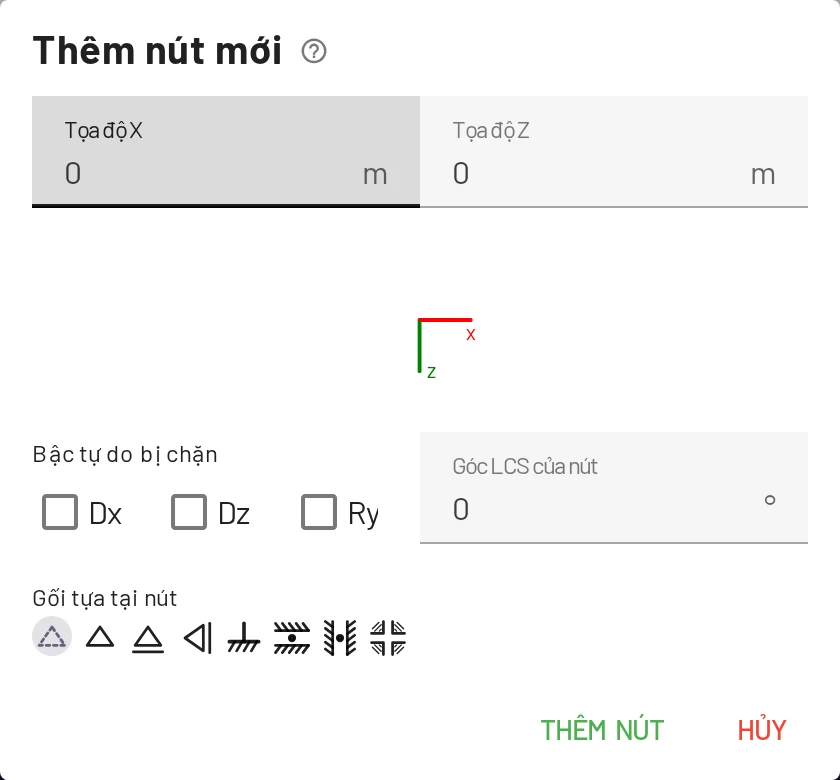 Thêm nút mới
Tọa độ X
Tọa độ Z
0 m
0 m
x
z
Bậc tự do bị chặn
Góc LCS của nút
Dx Dz Ry
0 °
Gối tựa tại nút
THÊM NÚT HỦY